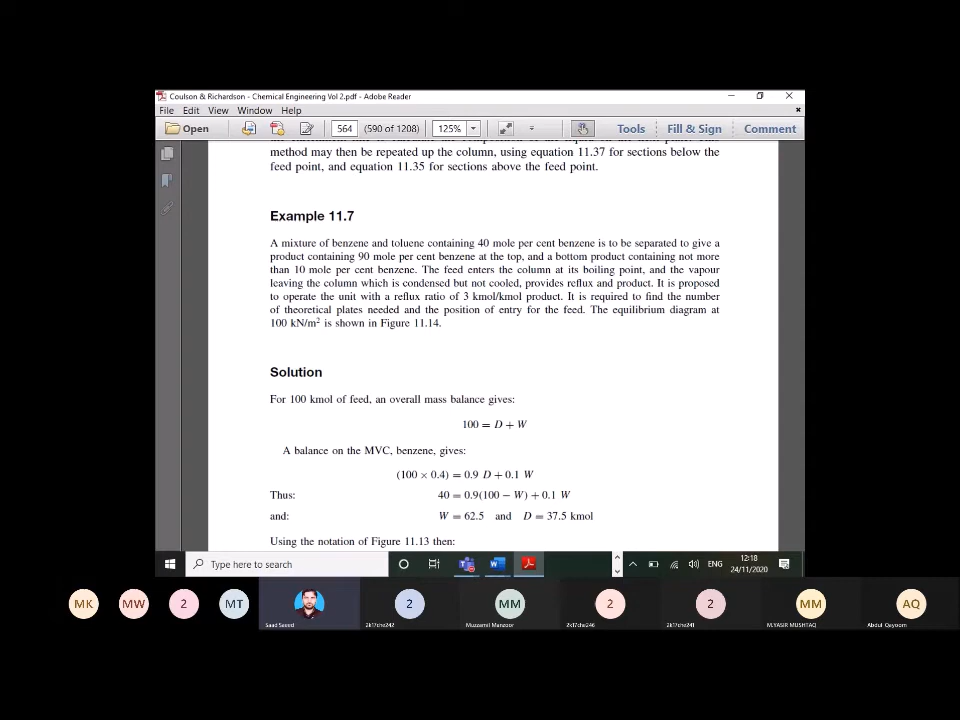 Coulson & Richardson - Chemical Engineering Vol 2.pdf - Adobe Reader
File Edit View Window Help
Open 564 (590 of 1208) 125% Tools Fill & Sign Comment
method may then be repeated up the column, using equation 11.37 for sections below the
feed point, and equation 11.35 for sections above the feed point.
Example 11.7
A mixture of benzene and toluene containing 40 mole per cent benzene is to be separated to give a
product containing 90 mole per cent benzene at the top, and a bottom product containing not more
than 10 mole per cent benzene. The feed enters the column at its boiling point, and the vapour
leaving the column which is condensed but not cooled, provides reflux and product. It is proposed
to operate the unit with a reflux ratio of 3 kmol/kmol product. It is required to find the number
of theoretical plates needed and the position of entry for the feed. The equilibrium diagram at
100 kN/m² is shown in Figure 11.14.
Solution
For 100 kmol of feed, an overall mass balance gives:
100 = D + W
A balance on the MVC, benzene, gives:
(100 × 0.4) = 0.9 D + 0.1 W
Thus: 40 = 0.9(100 − W) + 0.1 W
and: W = 62.5 and D = 37.5 kmol
Using the notation of Figure 11.13 then:
Type here to search ENG 12:18
24/11/2020
MK MW 2 MT 2 MM 2 2 MM AQ
Saad Saeed 2k17che242 Muzzamil Manzoor 2k17che246 2k17che241 M.YASIR MUSHTAQ Abdul Qayoom